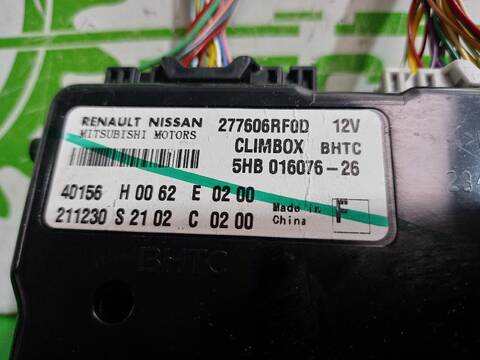 RENAULT NISSAN 277606RF0D 12V
MITSUBISHI MOTORS CLIMBOX BHTC
5HB 016076-26
40156 H 00 62 E 02 00
211230 S 21 02 C 02 00
Made in
China
F
BHTC